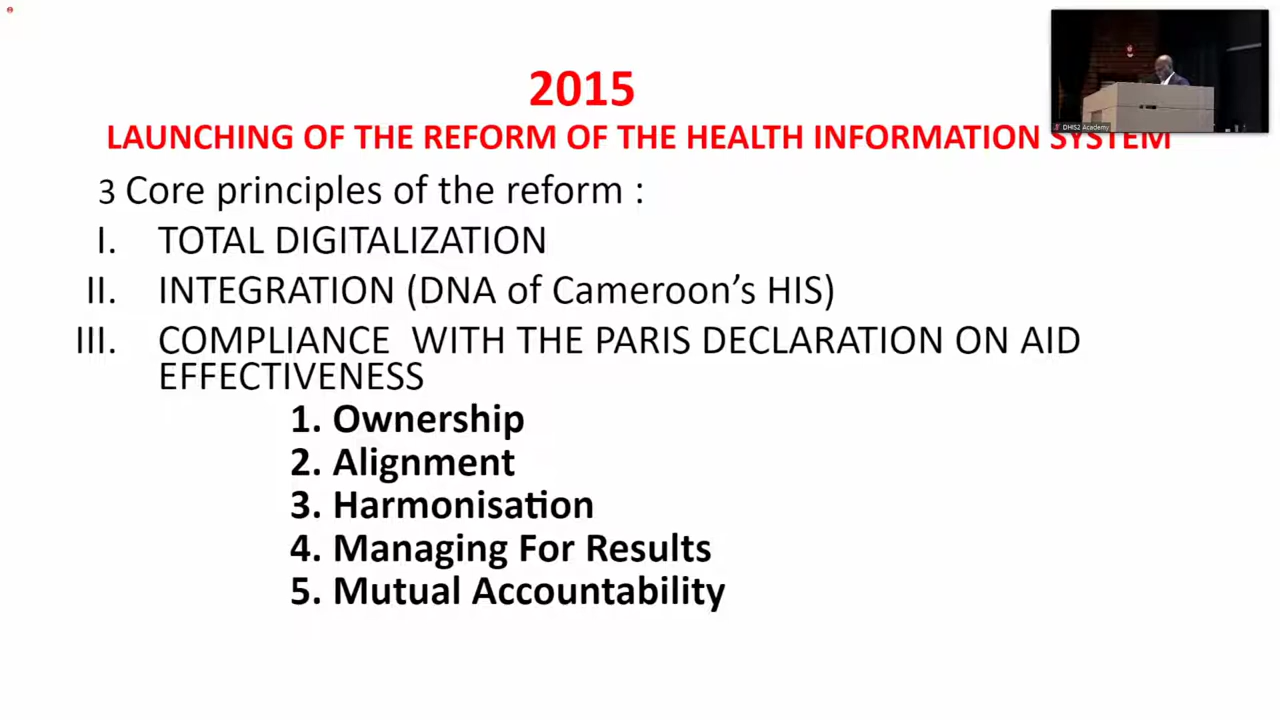 2015
LAUNCHING OF THE REFORM OF THE HEALTH INFORMATION SYSTEM
3 Core principles of the reform :
I. TOTAL DIGITALIZATION
II. INTEGRATION (DNA of Cameroon’s HIS)
III. COMPLIANCE WITH THE PARIS DECLARATION ON AID
EFFECTIVENESS
1. Ownership
2. Alignment
3. Harmonisation
4. Managing For Results
5. Mutual Accountability
DHIS2 Academy